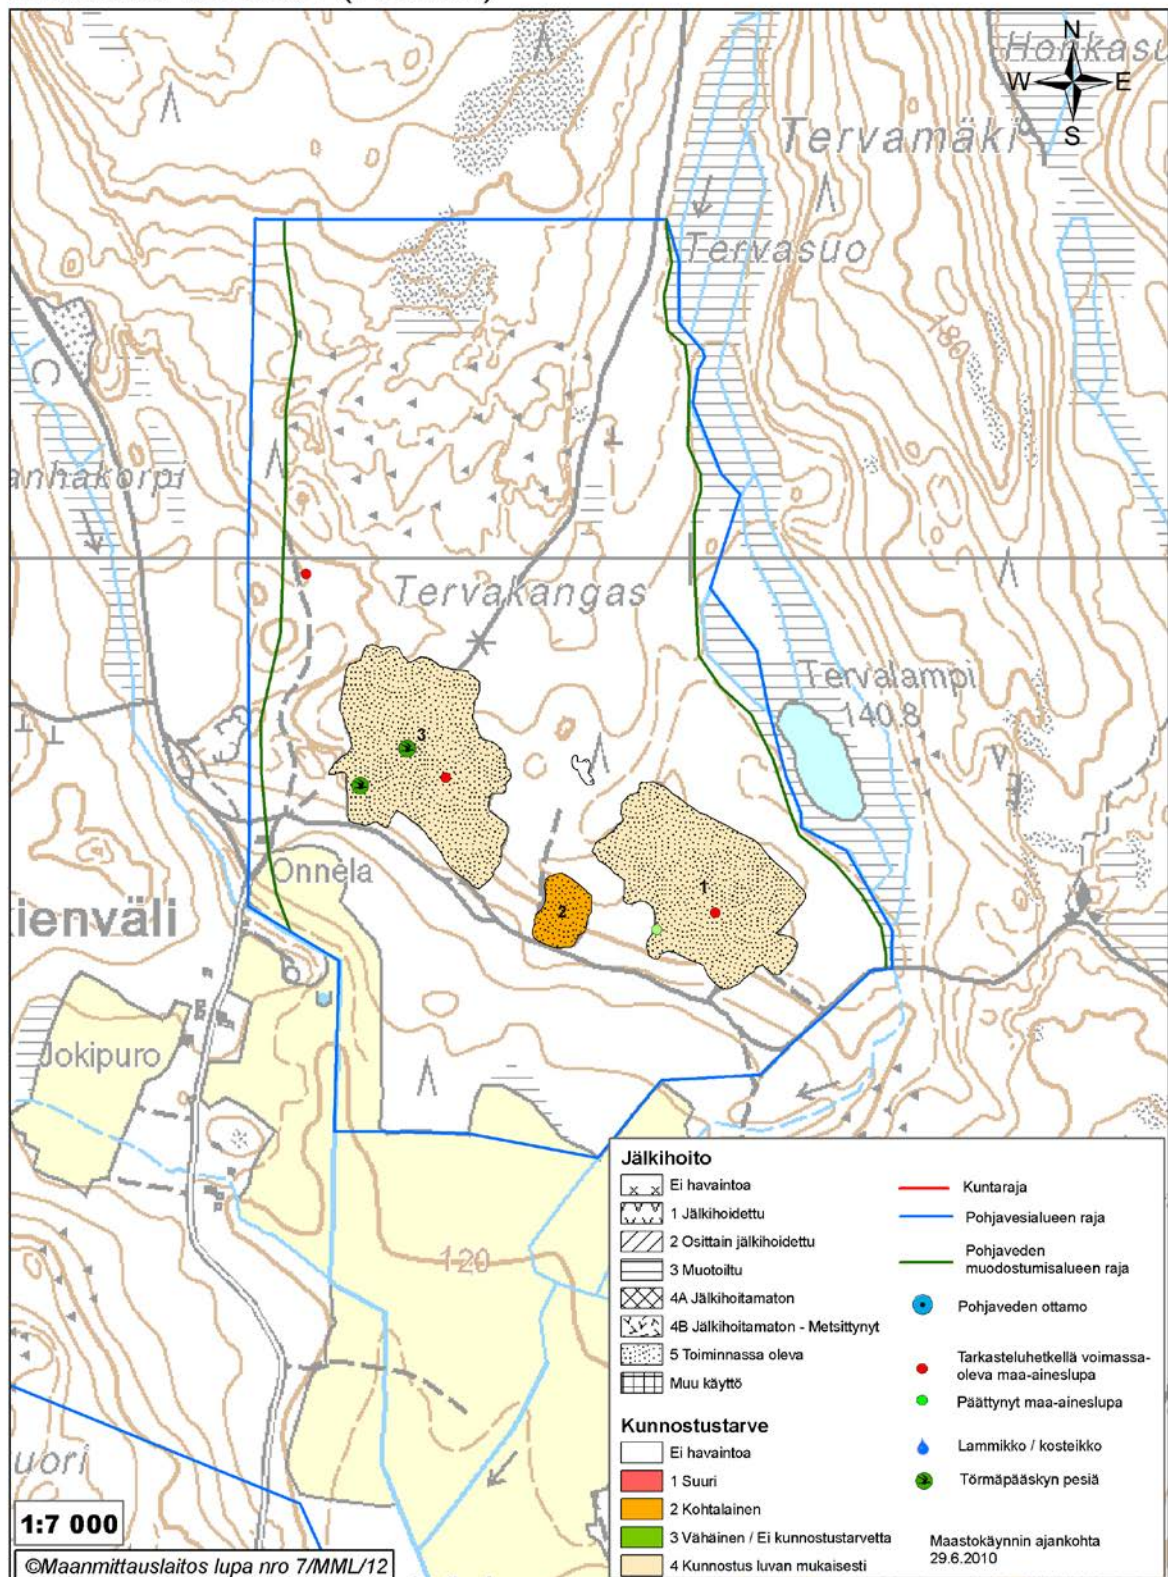 N
W E
S
Honkasu
Tervamäki
Tervasuo
180
anhakorpi
Tervakangas
Tervalampi
140.8
3
1
2
Onnela
kienväli
Jokipuro
120
uori
Jälkihoito
Ei havaintoa
1 Jälkihoidettu
2 Osittain jälkihoidettu
3 Muotoiltu
4A Jälkihoitamaton
4B Jälkihoitamaton - Metsittynyt
5 Toiminnassa oleva
Muu käyttö
Kunnostustarve
Ei havaintoa
1 Suuri
2 Kohtalainen
3 Vähäinen / Ei kunnostustarvetta
4 Kunnostus luvan mukaisesti
Kuntaraja
Pohjavesialueen raja
Pohjaveden
muodostumisalueen raja
Pohjaveden ottamo
Tarkasteluhetkellä voimassa-
oleva maa-aineslupa
Päättynyt maa-aineslupa
Lammikko / kosteikko
Törmäpääskyn pesiä
Maastokäynnin ajankohta
29.6.2010
1:7 000
©Maanmittauslaitos lupa nro 7/MML/12